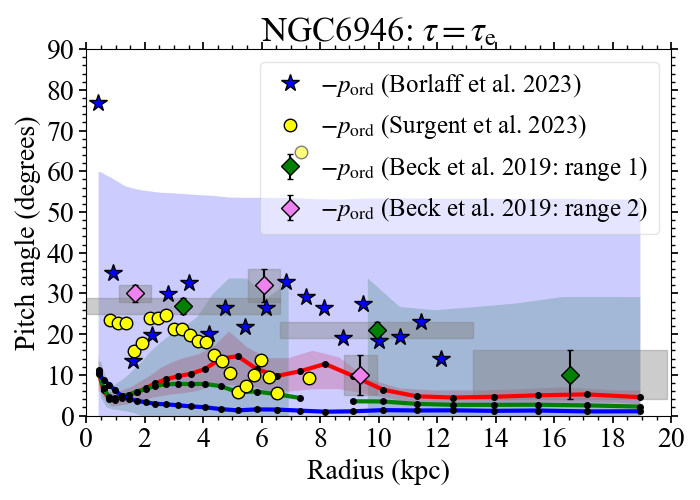 NGC6946: τ = τe
90
80
70
60
50
40
30
20
10
0
Pitch angle (degrees)
−pord (Borlaff et al. 2023)
−pord (Surgent et al. 2023)
−pord (Beck et al. 2019: range 1)
−pord (Beck et al. 2019: range 2)
0 2 4 6 8 10 12 14 16 18 20
Radius (kpc)